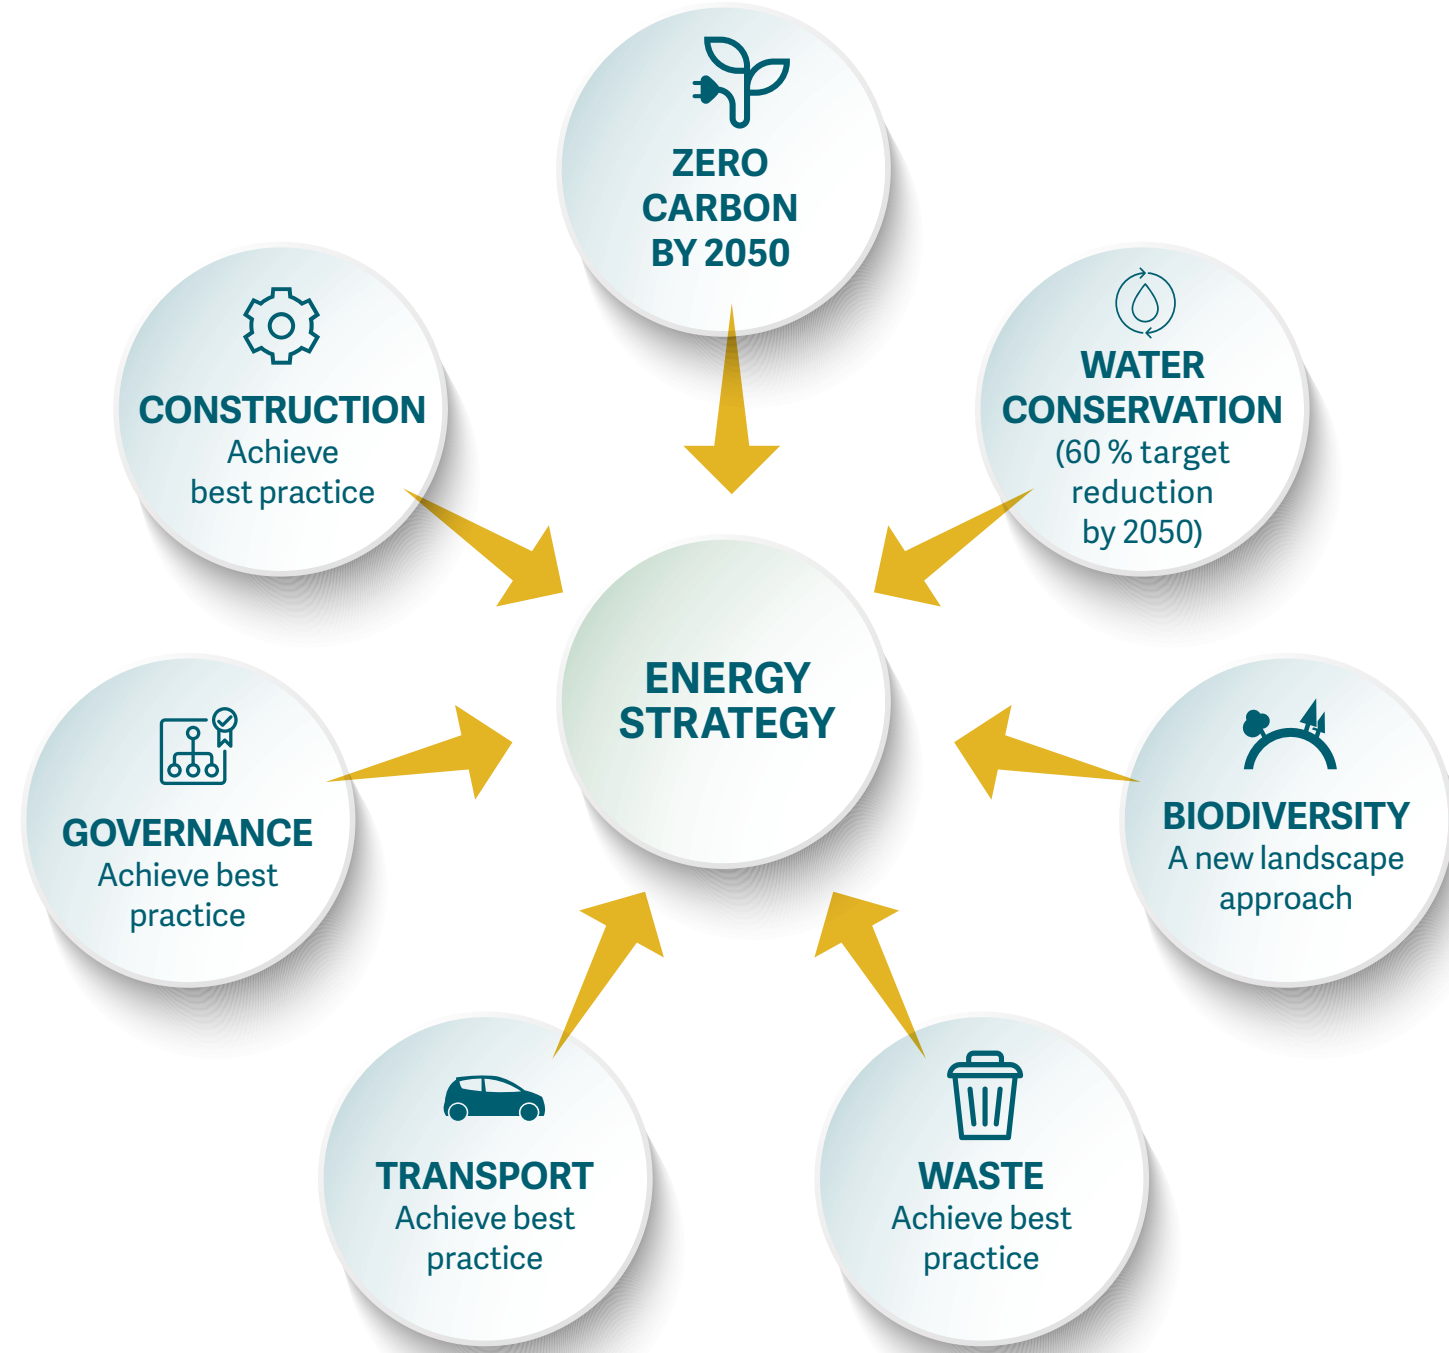 ZERO
CARBON
BY 2050
WATER
CONSERVATION
(60 % target
reduction
by 2050)
BIODIVERSITY
A new landscape
approach
WASTE
Achieve best
practice
TRANSPORT
Achieve best
practice
GOVERNANCE
Achieve best
practice
CONSTRUCTION
Achieve
best practice
ENERGY
STRATEGY